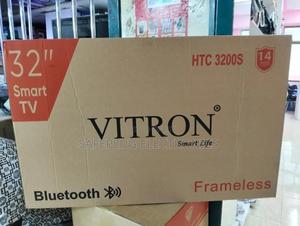 32"
Smart
TV
HTC 3200S
14
VITRON®
Smart Life
Bluetooth
Frameless